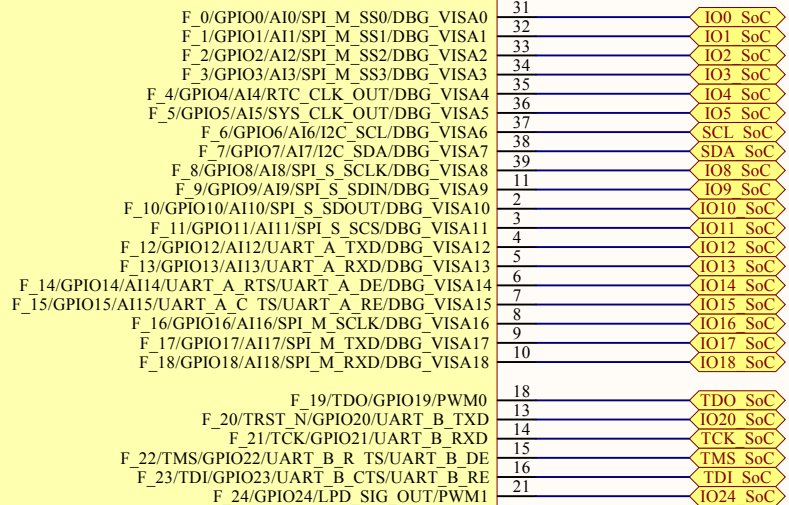 F_0/GPIO0/AI0/SPI_M_SS0/DBG_VISA0 31 IO0_SoC
F_1/GPIO1/AI1/SPI_M_SS1/DBG_VISA1 32 IO1_SoC
F_2/GPIO2/AI2/SPI_M_SS2/DBG_VISA2 33 IO2_SoC
F_3/GPIO3/AI3/SPI_M_SS3/DBG_VISA3 34 IO3_SoC
F_4/GPIO4/AI4/RTC_CLK_OUT/DBG_VISA4 35 IO4_SoC
F_5/GPIO5/AI5/SYS_CLK_OUT/DBG_VISA5 36 IO5_SoC
F_6/GPIO6/AI6/I2C_SCL/DBG_VISA6 37 SCL_SoC
F_7/GPIO7/AI7/I2C_SDA/DBG_VISA7 38 SDA_SoC
F_8/GPIO8/AI8/SPI_S_SCLK/DBG_VISA8 39 IO8_SoC
F_9/GPIO9/AI9/SPI_S_SDIN/DBG_VISA9 11 IO9_SoC
F_10/GPIO10/AI10/SPI_S_SDOUT/DBG_VISA10 2 IO10_SoC
F_11/GPIO11/AI11/SPI_S_SCS/DBG_VISA11 3 IO11_SoC
F_12/GPIO12/AI12/UART_A_TXD/DBG_VISA12 4 IO12_SoC
F_13/GPIO13/AI13/UART_A_RXD/DBG_VISA13 5 IO13_SoC
F_14/GPIO14/AI14/UART_A_RTS/UART_A_DE/DBG_VISA14 6 IO14_SoC
F_15/GPIO15/AI15/UART_A_C_TS/UART_A_RE/DBG_VISA15 7 IO15_SoC
F_16/GPIO16/AI16/SPI_M_SCLK/DBG_VISA16 8 IO16_SoC
F_17/GPIO17/AI17/SPI_M_TXD/DBG_VISA17 9 IO17_SoC
F_18/GPIO18/AI18/SPI_M_RXD/DBG_VISA18 10 IO18_SoC
F_19/TDO/GPIO19/PWM0 18 TDO_SoC
F_20/TRST_N/GPIO20/UART_B_TXD 13 IO20_SoC
F_21/TCK/GPIO21/UART_B_RXD 14 TCK_SoC
F_22/TMS/GPIO22/UART_B_R_TS/UART_B_DE 15 TMS_SoC
F_23/TDI/GPIO23/UART_B_CTS/UART_B_RE 16 TDI_SoC
F_24/GPIO24/LPD_SIG_OUT/PWM1 21 IO24_SoC